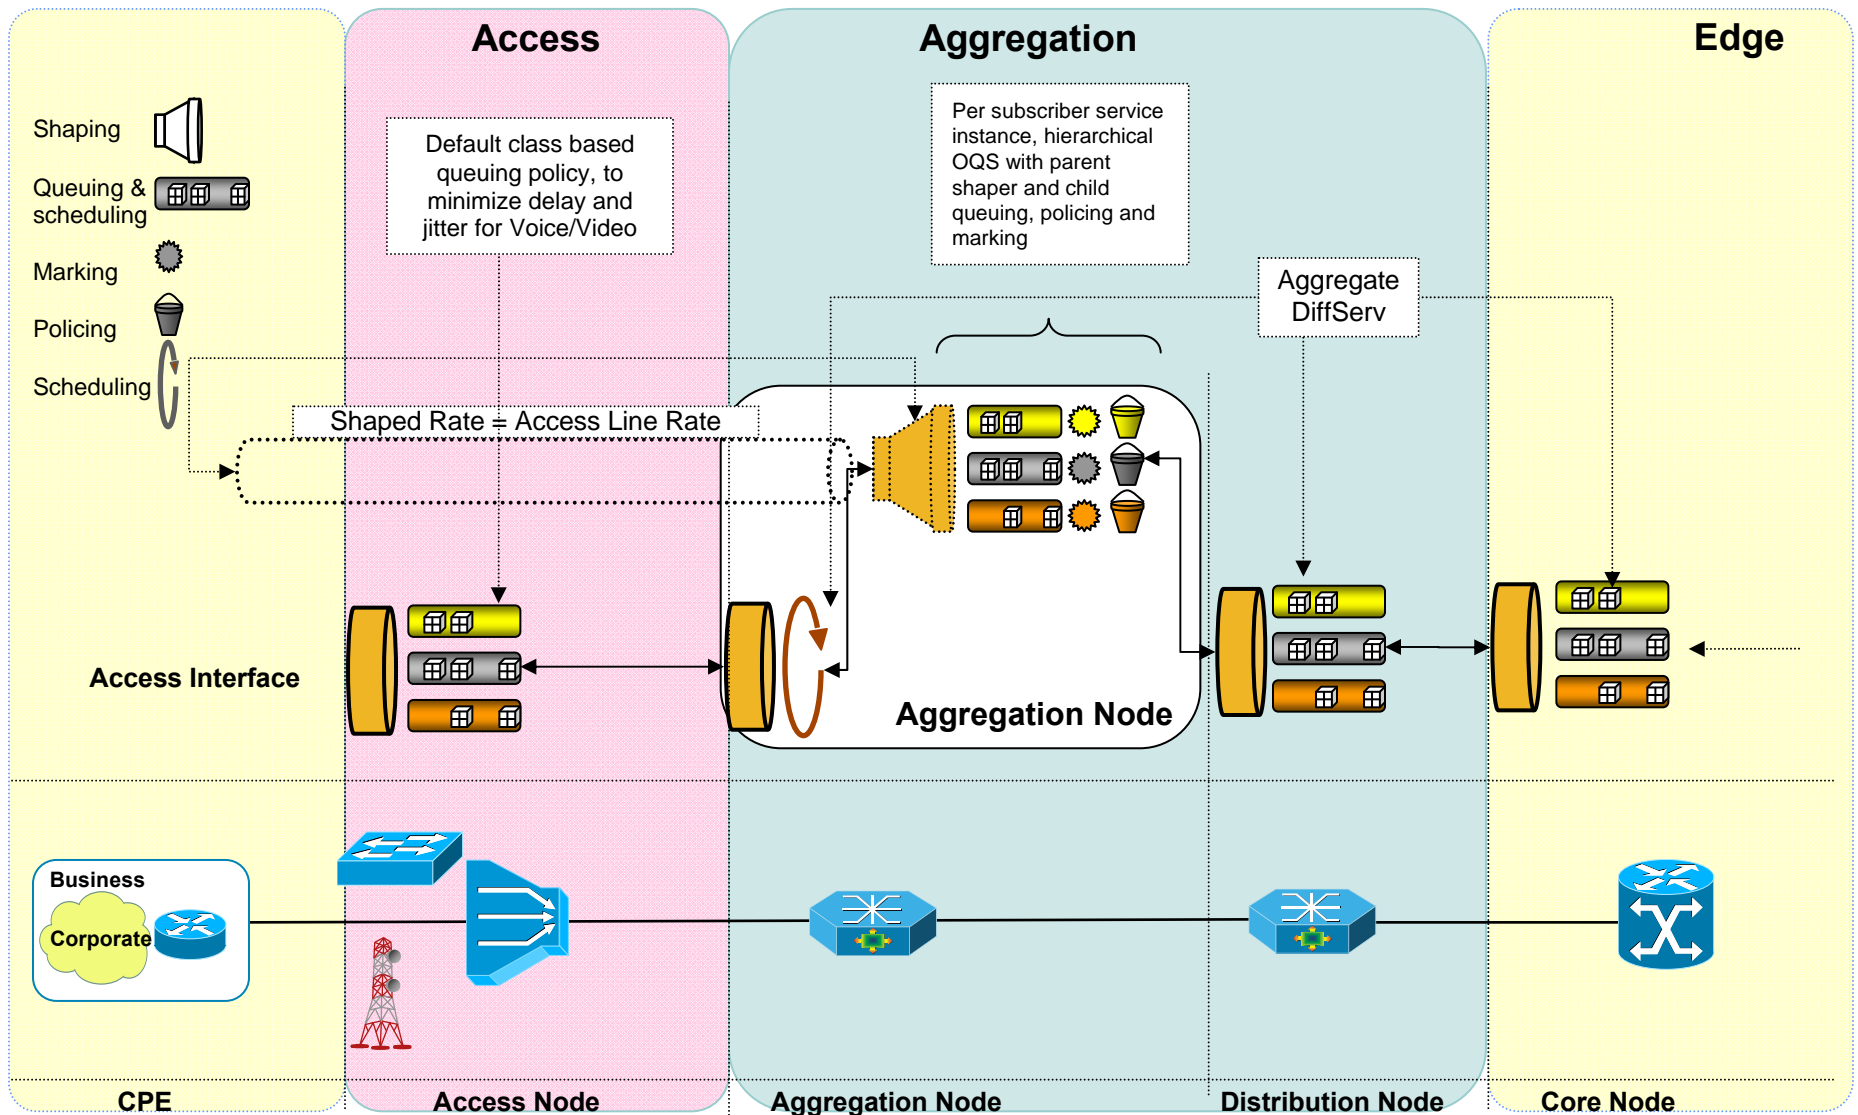 Access
Aggregation
Edge
Shaping
Queuing &
scheduling
Marking
Policing
Scheduling
Default class based
queuing policy, to
minimize delay and
jitter for Voice/Video
Per subscriber service
instance, hierarchical
OQS with parent
shaper and child
queuing, policing and
marking
Aggregate
DiffServ
Shaped Rate = Access Line Rate
Access Interface
Aggregation Node
Business
Corporate
CPE
Access Node
Aggregation Node
Distribution Node
Core Node